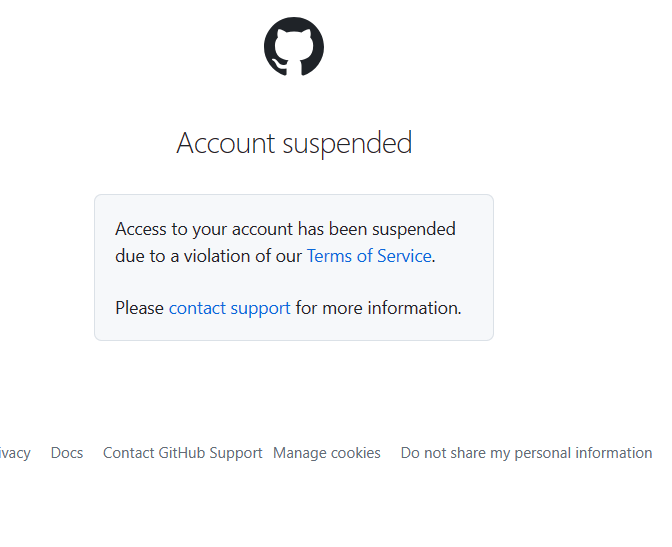 Account suspended
Access to your account has been suspended
due to a violation of our Terms of Service.
Please contact support for more information.
ivacy Docs Contact GitHub Support Manage cookies Do not share my personal information